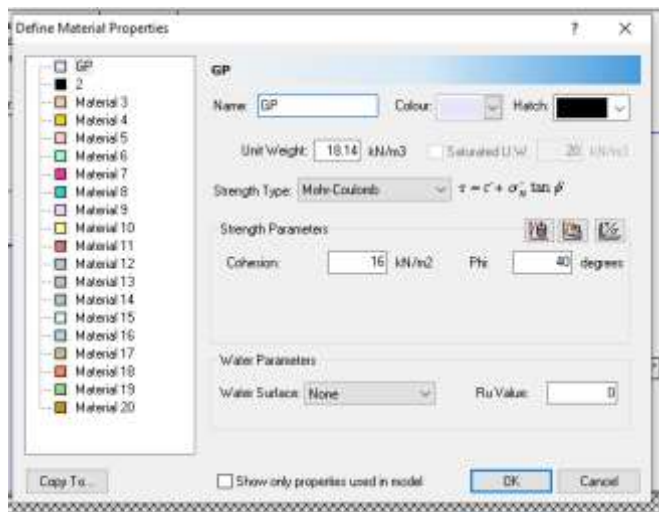 Define Material Properties
? ×
GP
2
Material 3
Material 4
Material 5
Material 6
Material 7
Material 8
Material 9
Material 10
Material 11
Material 12
Material 13
Material 14
Material 15
Material 16
Material 17
Material 18
Material 19
Material 20
GP
Name: GP Colour: Hatch:
Unit Weight: 18.14 kN/m3 Saturated U.W. 20 kN/m3
Strength Type: Mohr-Coulomb τ = c' + σ'ₙ tan φ'
Strength Parameters
Cohesion: 16 kN/m2 Phi: 40 degrees
Water Parameters
Water Surface: None Ru Value: 0
Copy To... Show only properties used in model OK Cancel